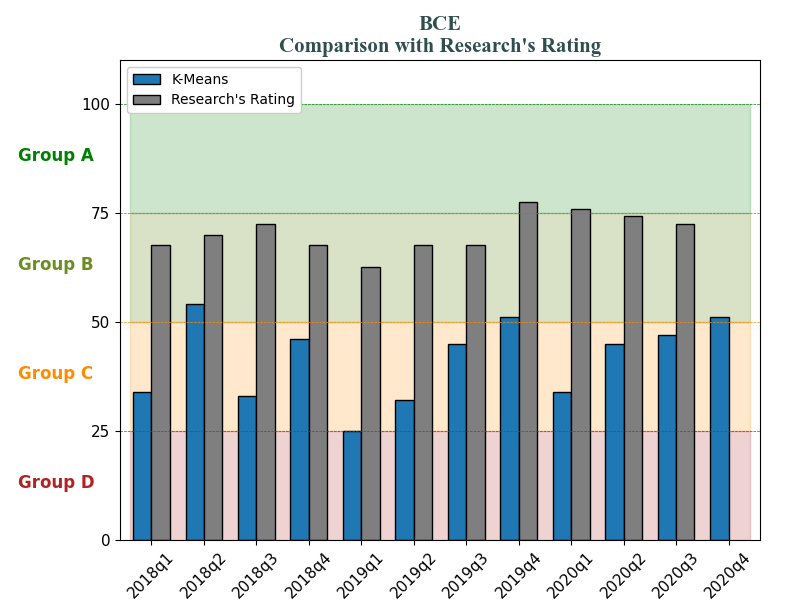 BCE
Comparison with Research's Rating
K-Means
Research's Rating
100
Group A
75
Group B
50
Group C
25
Group D
0
2018q1
2018q2
2018q3
2018q4
2019q1
2019q2
2019q3
2019q4
2020q1
2020q2
2020q3
2020q4